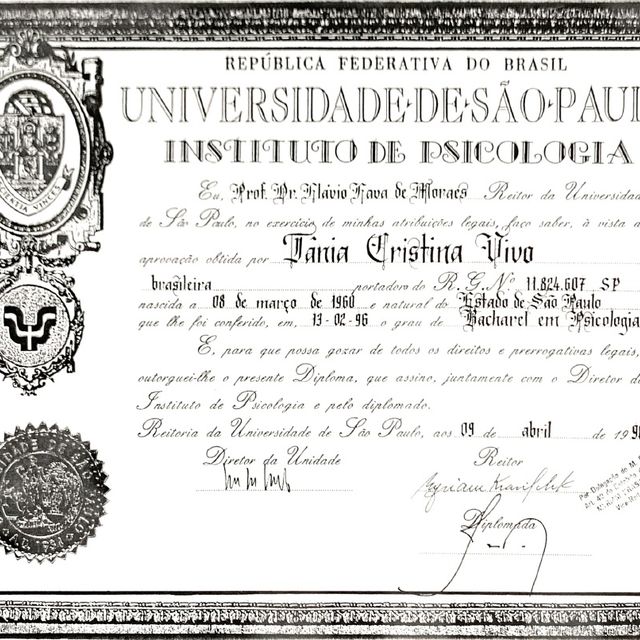 REPÚBLICA FEDERATIVA DO BRASIL
UNIVERSIDADE·DE·SÃO·PAUL
INSTITUTO DE PSICOLOGIA
Eu, Prof. Dr. Flávio Fava de Moraes Reitor da Universidad
de São Paulo, no exercício de minhas atribuições legais, faço saber, à vista d
aprovação obtida por Tânia Cristina Vivo
brasileira portadora do R.G. Nº 11.824.607 SP
nascida a 08 de março de 1960 e natural do Estado de São Paulo
que lhe foi conferido, em, 13-02-96 o grau de Bacharel em Psicologia
E, para que possa gozar de todos os direitos e prerrogativas legais,
outorguei-lhe o presente Diploma, que assino, juntamente com o Diretor d
Instituto de Psicologia e pelo diplomado.
Reitoria da Universidade de São Paulo, aos 09 de abril de 199
Diretor da Unidade Reitor
Por Delegação do M.
Diplomada